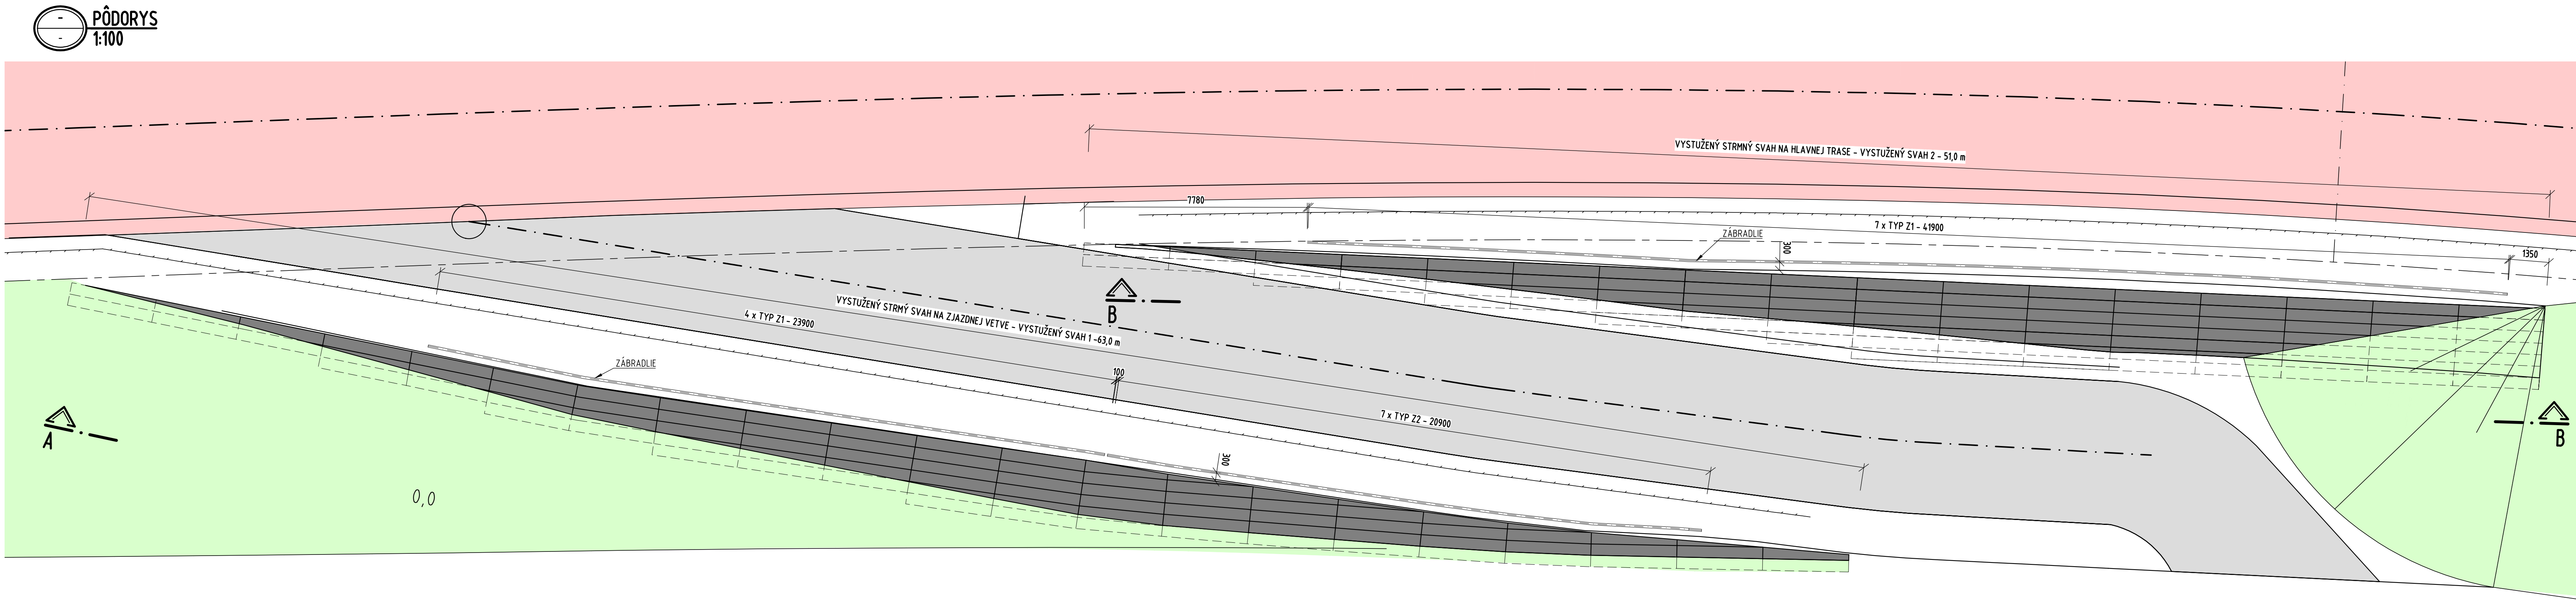 -
-
PÔDORYS
1:100
VYSTUŽENÝ STRMNÝ SVAH NA HLAVNEJ TRASE - VYSTUŽENÝ SVAH 2 - 51,0 m
7780
7 x TYP Z1 - 41900
ZÁBRADLIE
300
1350
B
VYSTUŽENÝ STRMÝ SVAH NA ZJAZDNEJ VETVE - VYSTUŽENÝ SVAH 1 -63,0 m
4 x TYP Z1 - 23900
ZÁBRADLIE
100
7 x TYP Z2 - 20900
300
A
B
0,0